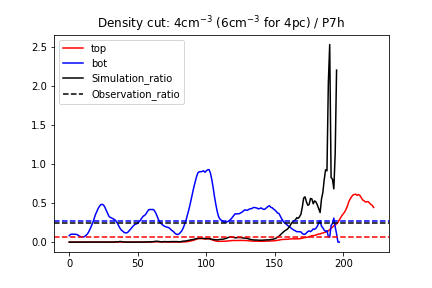 Density cut: 4cm⁻³ (6cm⁻³ for 4pc) / P7h
top
bot
Simulation_ratio
Observation_ratio
2.5
2.0
1.5
1.0
0.5
0.0
0 50 100 150 200